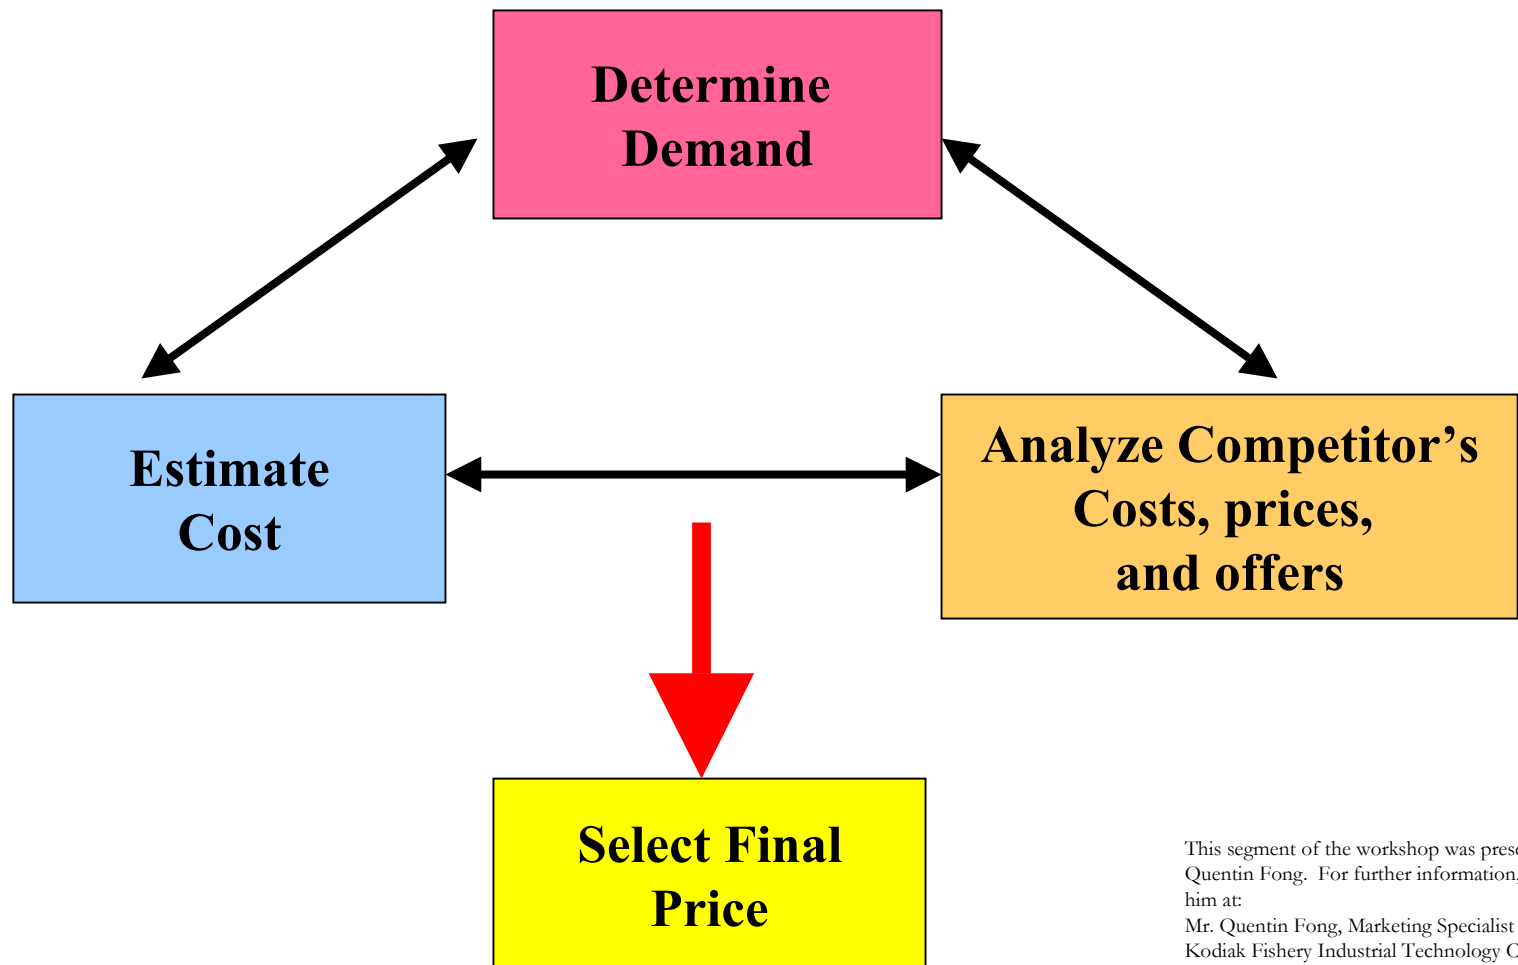 Determine
Demand
Estimate
Cost
Analyze Competitor’s
Costs, prices,
and offers
Select Final
Price
This segment of the workshop was
Quentin Fong.  For further information,
him at:
Mr. Quentin Fong, Marketing Specialist
Kodiak Fishery Industrial Technology